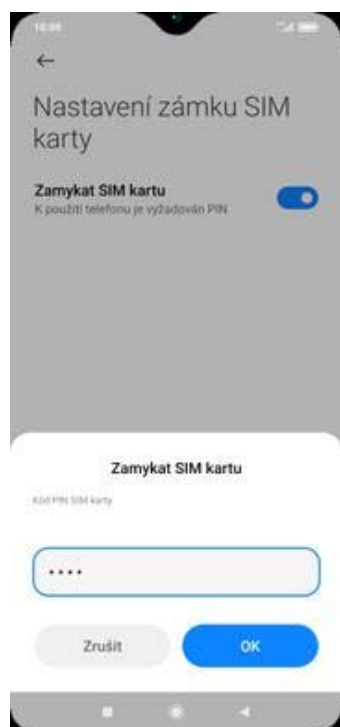 10:09
Nastavení zámku SIM
karty
Zamykat SIM kartu
K použití telefonu je vyžadován PIN
Zamykat SIM kartu
Kód PIN SIM karty
••••
Zrušit
OK